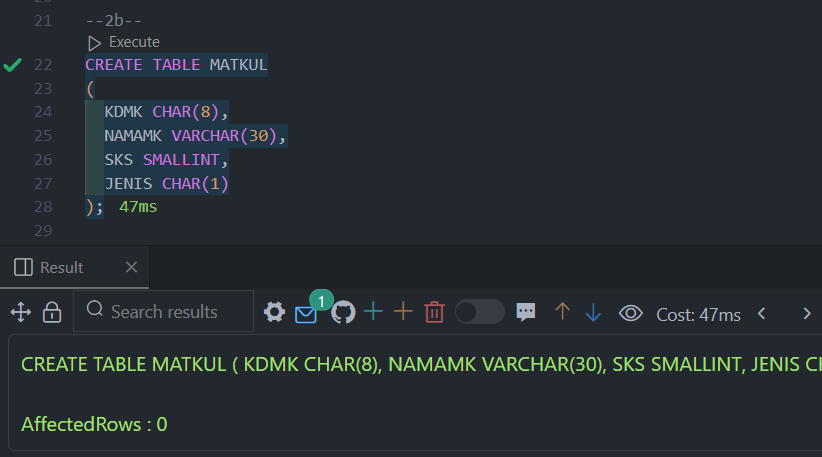 21 --2b--
Execute
22 CREATE TABLE MATKUL
23 (
24 KDMK CHAR(8),
25 NAMAMK VARCHAR(30),
26 SKS SMALLINT,
27 JENIS CHAR(1)
28 ); 47ms
29
Result
Search results 1 Cost: 47ms
CREATE TABLE MATKUL ( KDMK CHAR(8), NAMAMK VARCHAR(30), SKS SMALLINT, JENIS CH
AffectedRows : 0